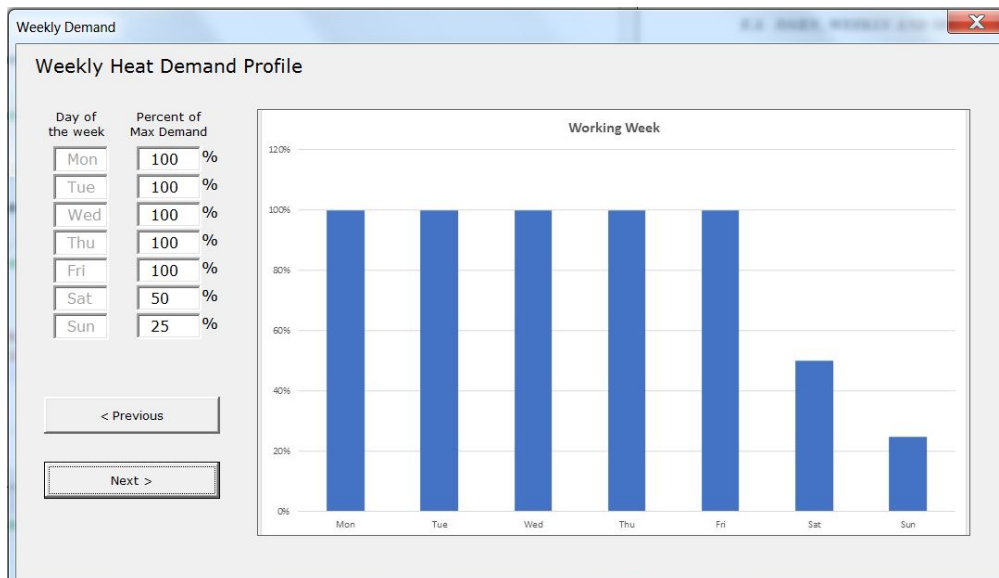 Weekly Demand
Weekly Heat Demand Profile
Day of the week
Percent of Max Demand
Mon 100 %
Tue 100 %
Wed 100 %
Thu 100 %
Fri 100 %
Sat 50 %
Sun 25 %
< Previous
Next >
Working Week
120%
100%
80%
60%
40%
20%
0%
Mon Tue Wed Thu Fri Sat Sun